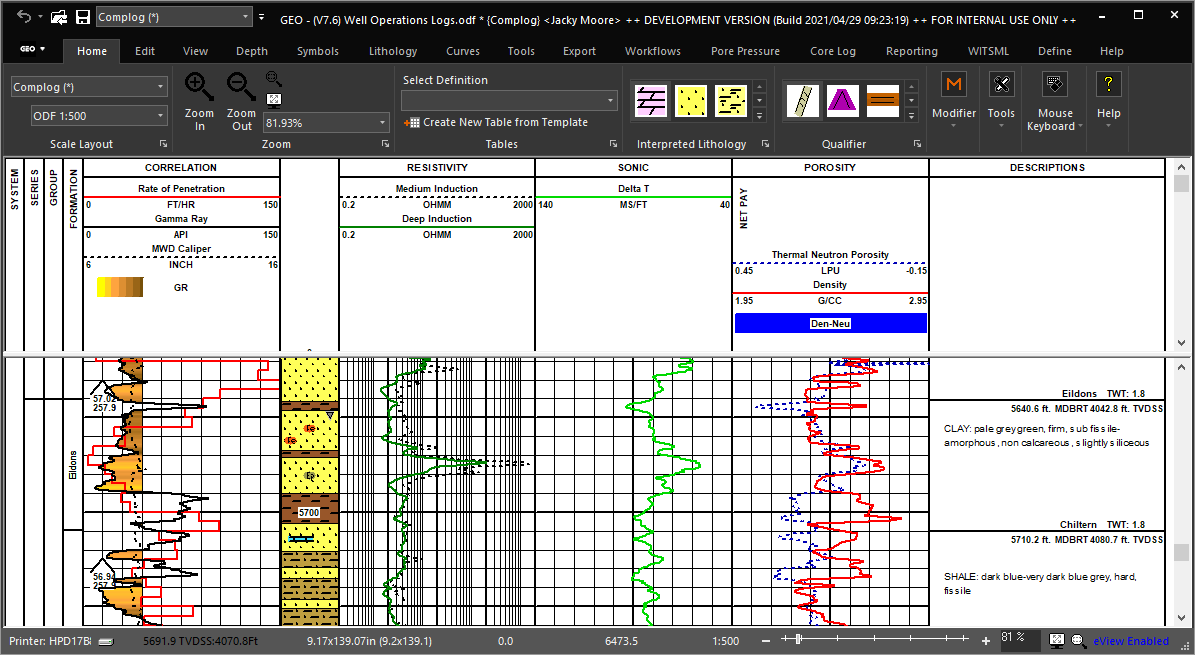 Complog (*)
GEO - (V7.6) Well Operations Logs.odf * {Complog} <Jacky Moore> ++ DEVELOPMENT VERSION (Build 2021/04/29 09:23:19) ++ FOR INTERNAL USE ONLY ++
GEO Home Edit View Depth Symbols Lithology Curves Tools Export Workflows Pore Pressure Core Log Reporting WITSML Define Help
Complog (*)
ODF 1:500
Scale Layout
Zoom In
Zoom Out
81.93%
Zoom
Select Definition
Create New Table from Template
Tables
Interpreted Lithology
Qualifier
Modifier
Tools
Mouse Keyboard
Help
SYSTEM
SERIES
GROUP
FORMATION
CORRELATION
Rate of Penetration
0 FT/HR 150
Gamma Ray
0 API 150
MWD Caliper
6 INCH 16
GR
RESISTIVITY
Medium Induction
0.2 OHMM 2000
Deep Induction
0.2 OHMM 2000
SONIC
Delta T
140 MS/FT 40
POROSITY
NET PAY
Thermal Neutron Porosity
0.45 LPU -0.15
Density
1.95 G/CC 2.95
Den-Neu
DESCRIPTIONS
57.0
257.9
Eildons
56.9
257.
Fe
Fe
5700
Eildons TWT: 1.8
5640.6 ft. MDBRT 4042.8 ft. TVDSS
CLAY: pale grey green, firm, sub fissile-
amorphous, non calcareous, slightly siliceous
Chiltern TWT: 1.8
5710.2 ft. MDBRT 4080.7 ft. TVDSS
SHALE: dark blue-very dark blue grey, hard,
fissile
Printer: HPD17B 5691.9 TVDSS:4070.8Ft 9.17x139.07in (9.2x139.1) 0.0 6473.5 1:500 81 % eView Enabled